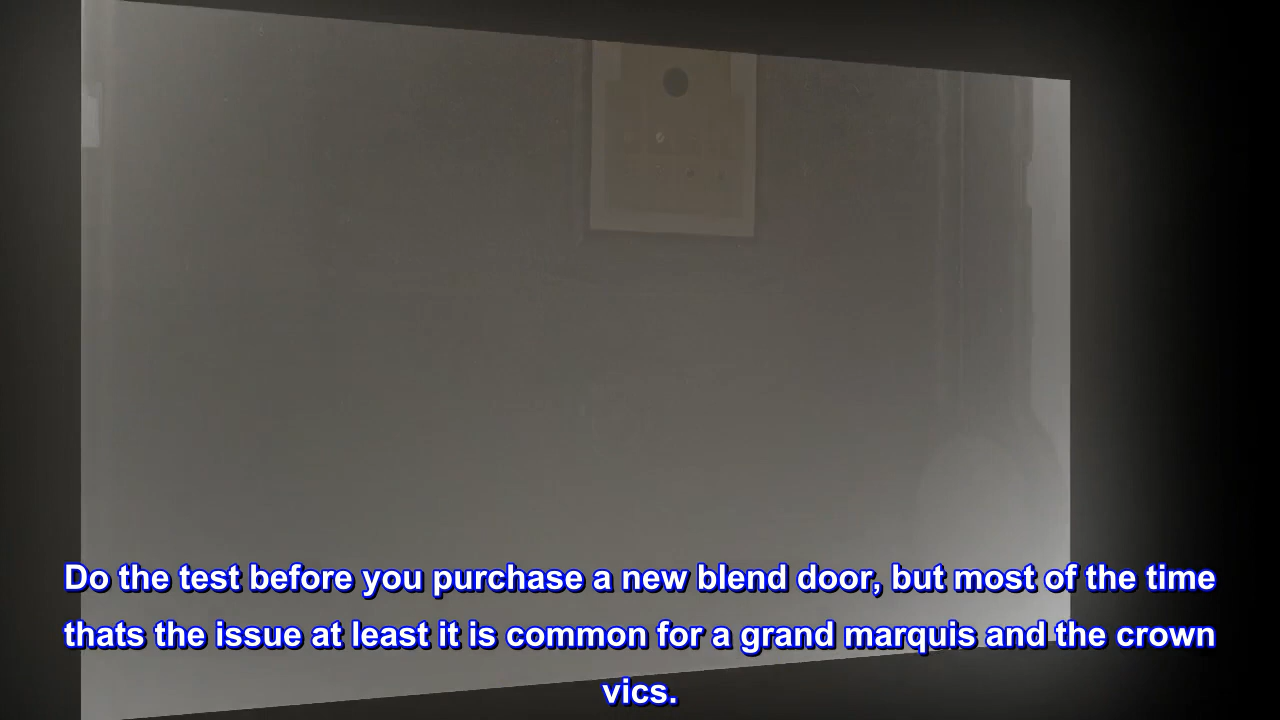 Do the test before you purchase a new blend door, but most of the time
thats the issue at least it is common for a grand marquis and the crown
vics.